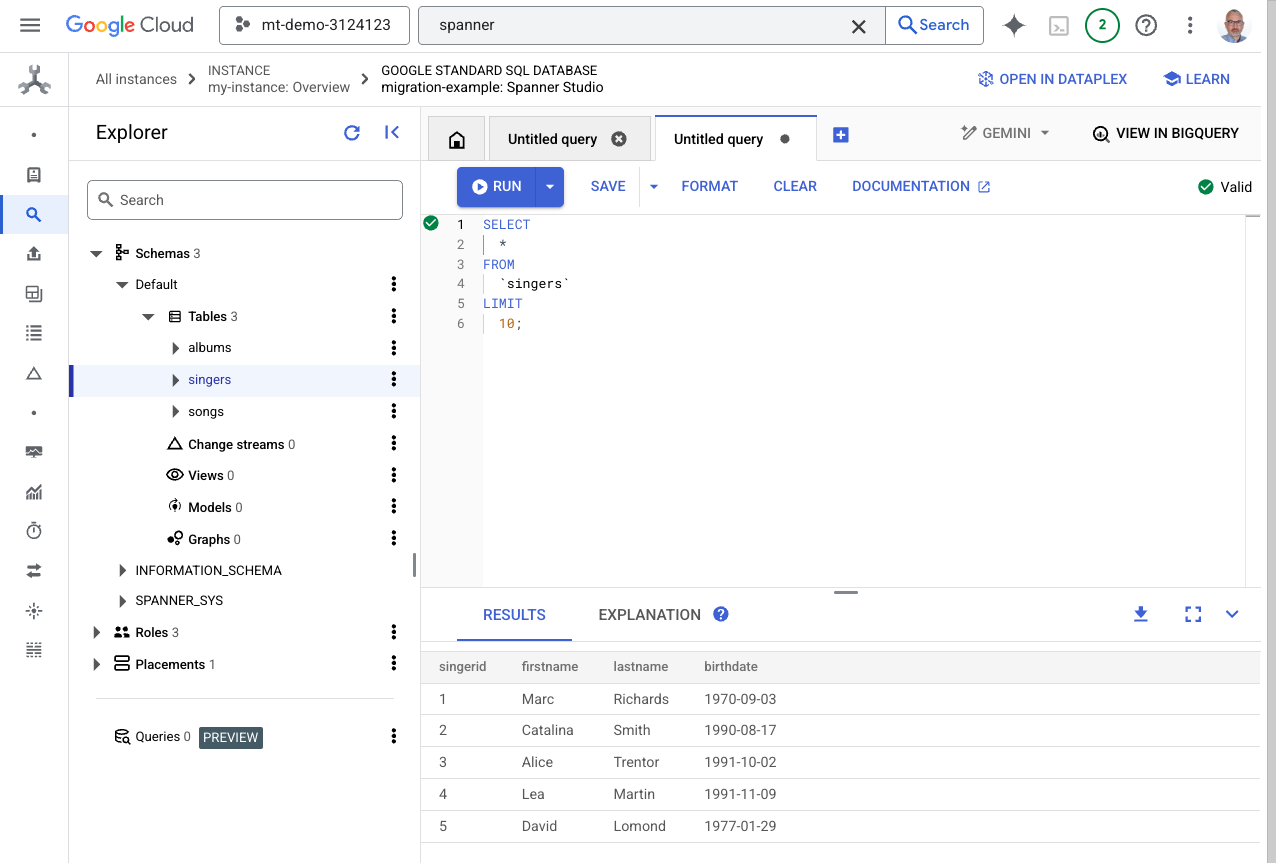 Google Cloud
mt-demo-3124123
spanner
Search
2
All instances
INSTANCE
my-instance: Overview
GOOGLE STANDARD SQL DATABASE
migration-example: Spanner Studio
OPEN IN DATAPLEX
LEARN
Explorer
Untitled query
Untitled query
GEMINI
VIEW IN BIGQUERY
RUN
SAVE
FORMAT
CLEAR
DOCUMENTATION
Valid
Search
Schemas 3
Default
Tables 3
albums
singers
songs
Change streams 0
Views 0
Models 0
Graphs 0
INFORMATION_SCHEMA
SPANNER_SYS
Roles 3
Placements 1
Queries 0 PREVIEW
1 SELECT
2 *
3 FROM
4 `singers`
5 LIMIT
6 10;
RESULTS
EXPLANATION
singerid firstname lastname birthdate
1 Marc Richards 1970-09-03
2 Catalina Smith 1990-08-17
3 Alice Trentor 1991-10-02
4 Lea Martin 1991-11-09
5 David Lomond 1977-01-29